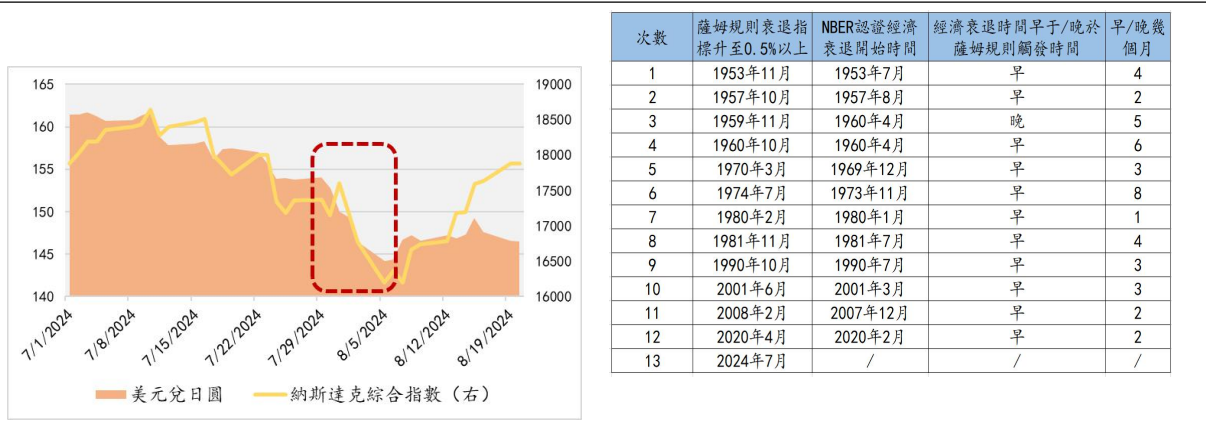 165
160
155
150
145
140
19000
18500
18000
17500
17000
16500
16000
7/1/2024
7/8/2024
7/15/2024
7/22/2024
7/29/2024
8/5/2024
8/12/2024
8/19/2024
美元兌日圓
納斯達克綜合指數（右）
次數 薩姆規則衰退指標升至0.5%以上 NBER認證經濟衰退開始時間 經濟衰退時間早于/晚於薩姆規則觸發時間 早/晚幾個月
1 1953年11月 1953年7月 早 4
2 1957年10月 1957年8月 早 2
3 1959年11月 1960年4月 晚 5
4 1960年10月 1960年4月 早 6
5 1970年3月 1969年12月 早 3
6 1974年7月 1973年11月 早 8
7 1980年2月 1980年1月 早 1
8 1981年11月 1981年7月 早 4
9 1990年10月 1990年7月 早 3
10 2001年6月 2001年3月 早 3
11 2008年2月 2007年12月 早 2
12 2020年4月 2020年2月 早 2
13 2024年7月 / / /